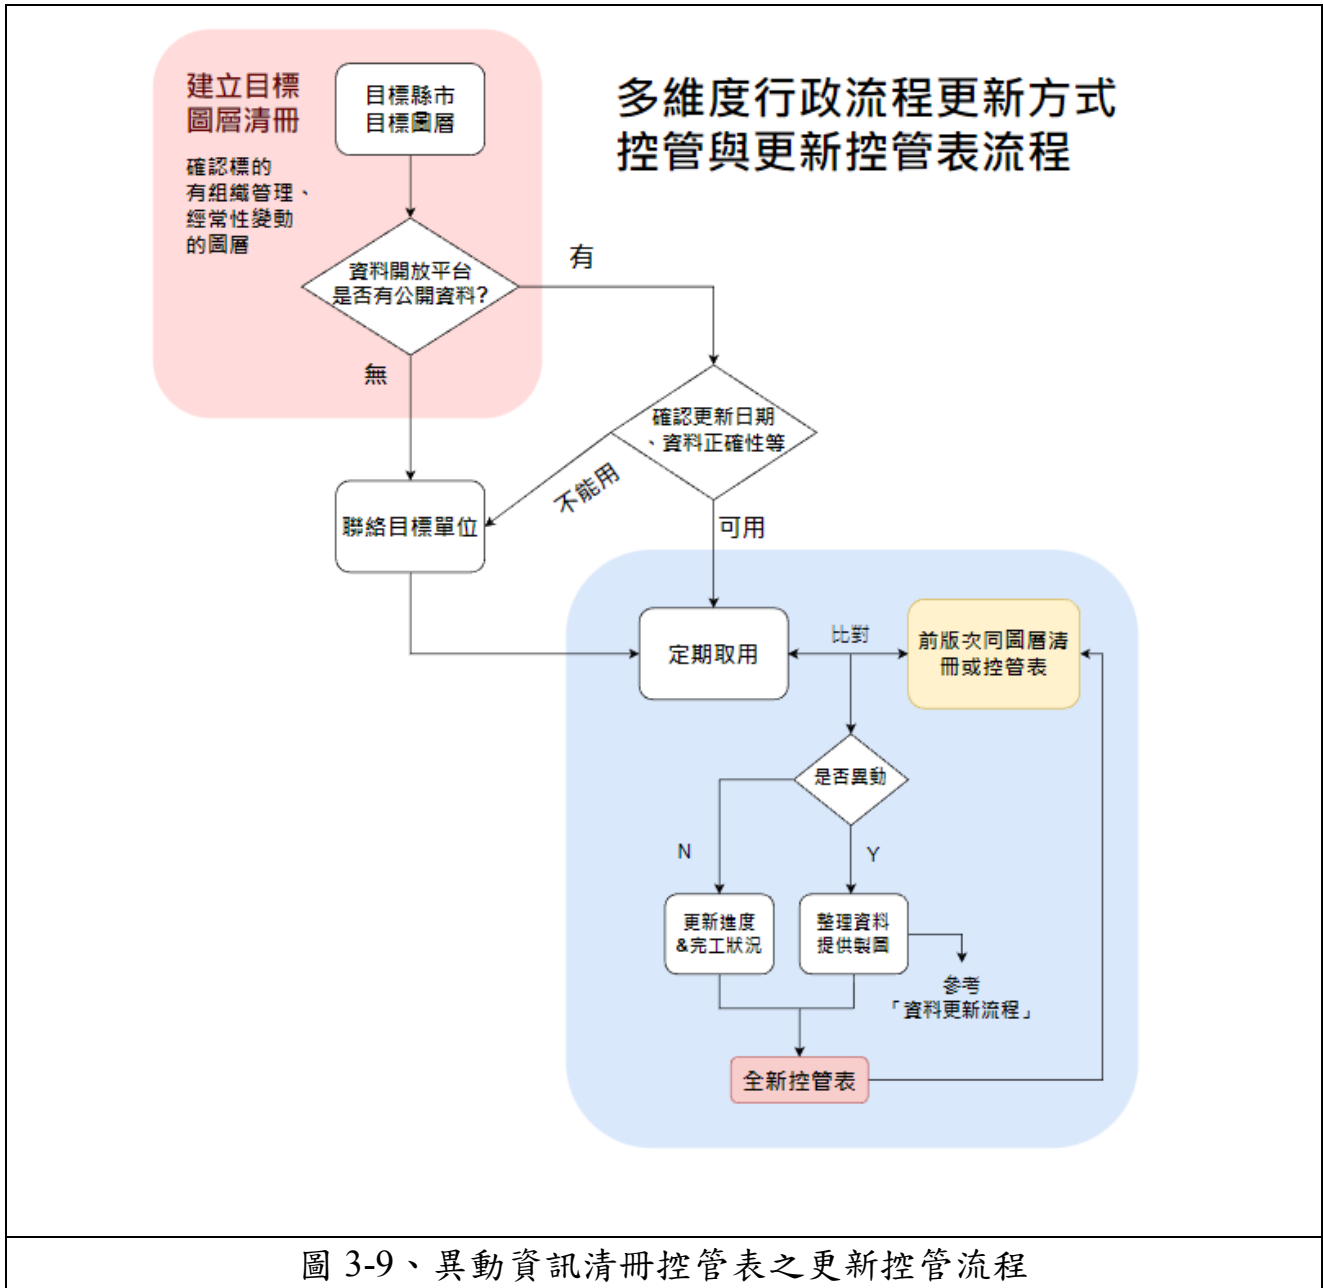 建立目標
圖層清冊
確認標的
有組織管理、
經常性變動
的圖層
目標縣市
目標圖層
多維度行政流程更新方式
控管與更新控管表流程
資料開放平台
是否有公開資料?
有
無
確認更新日期
、資料正確性等
不能用
可用
聯絡目標單位
定期取用
比對
前版次同圖層清
冊或控管表
是否異動
N
Y
更新進度
&完工狀況
整理資料
提供製圖
參考
「資料更新流程」
全新控管表
圖 3-9、異動資訊清冊控管表之更新控管流程